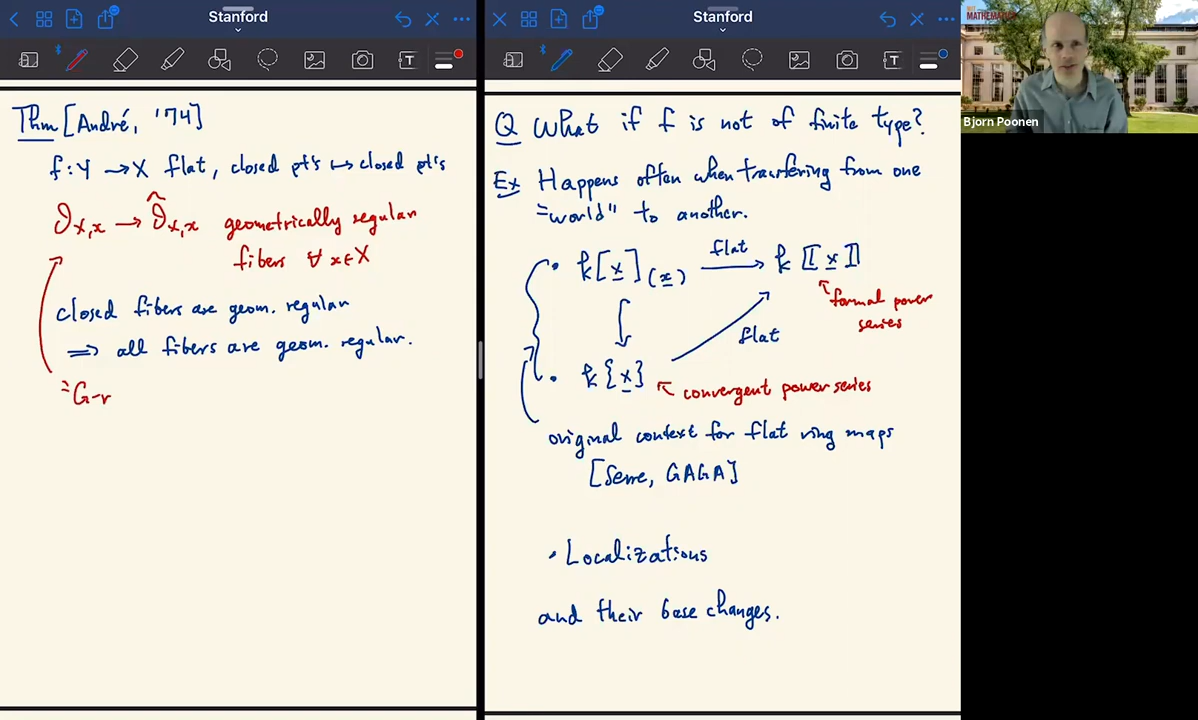 Stanford
Thm [André, '74]
f: Y → X flat, closed pt's ↦ closed pt's
𝒪_{X,x} → 𝒪̂_{X,x} geometrically regular
fibers ∀ x ∈ X
closed fibers are geom. regular
⟹ all fibers are geom. regular.
"G-r
Stanford
Q What if f is not of finite type?
Ex Happens often when transfering from one
"world" to another.
• k[x]_(x) flat → k[[x]]
formal power
series
flat
• k{x} convergent power series
original context for flat ring maps
[Serre, GAGA]
• Localizations
and their base changes.
MATHEMA
Bjorn Poonen